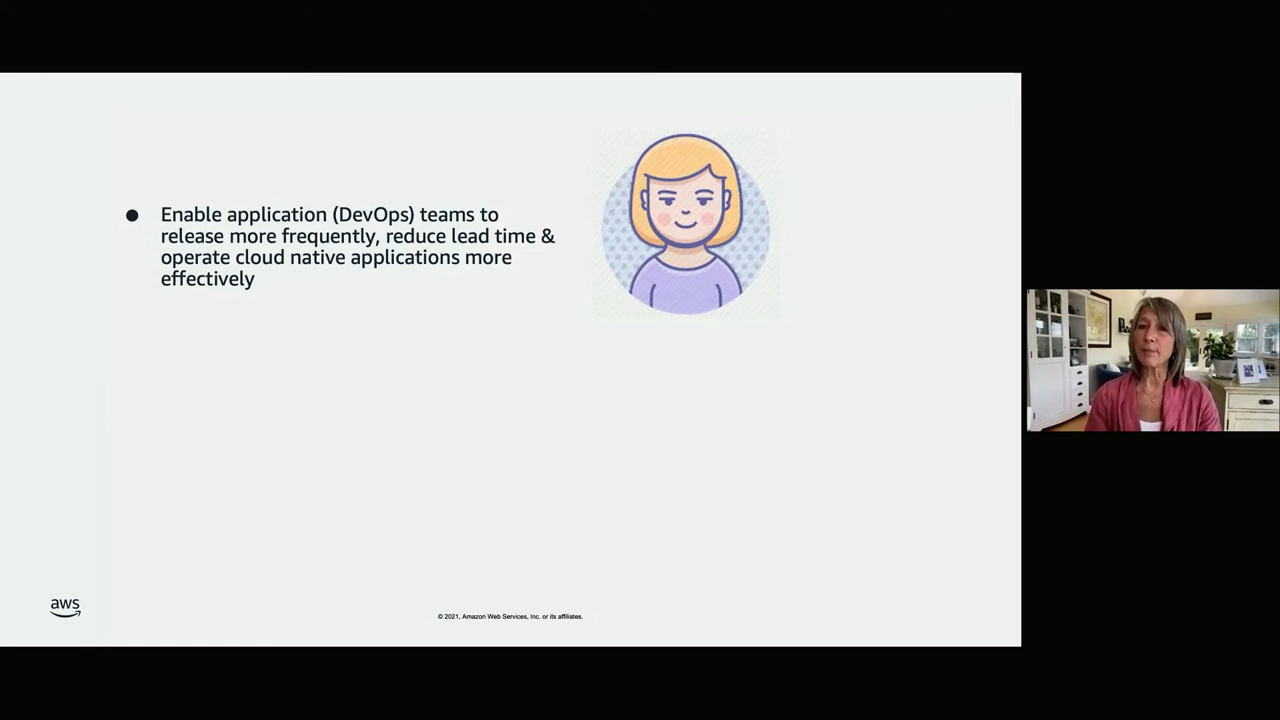 ● Enable application (DevOps) teams to
release more frequently, reduce lead time &
operate cloud native applications more
effectively
aws
© 2021, Amazon Web Services, Inc. or its affiliates.